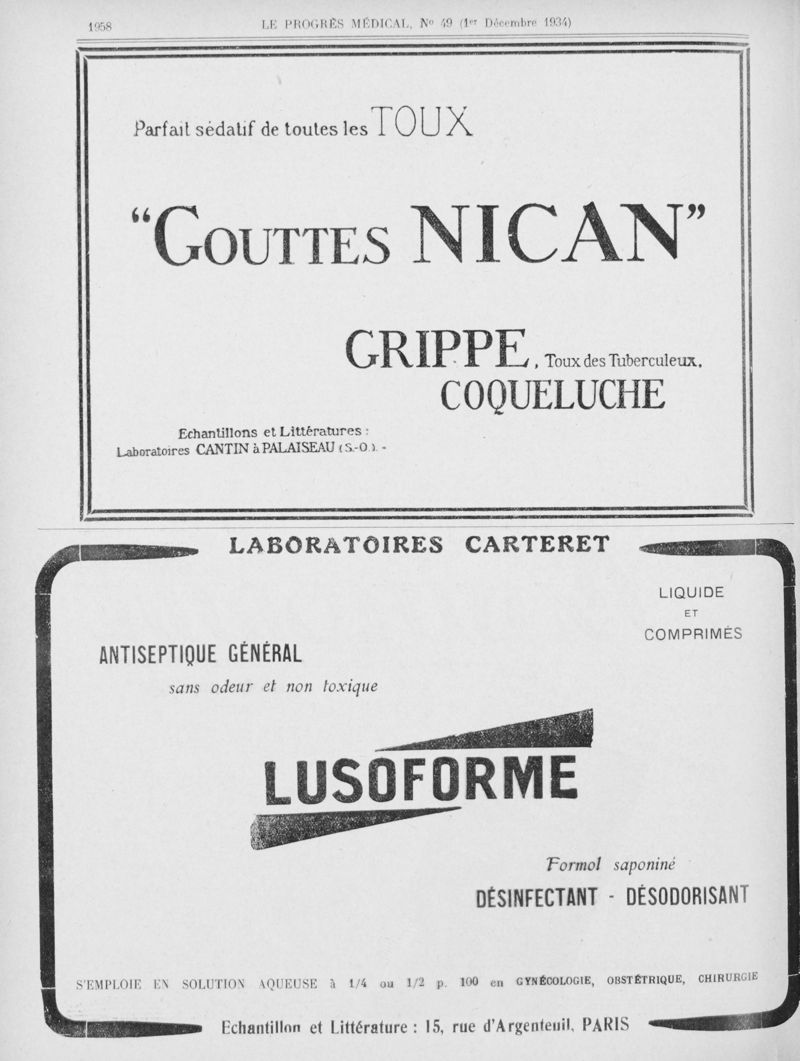 1958
LE PROGRÈS MÉDICAL, Nº 49 (1er Décembre 1934)
Parfait sédatif de toutes les TOUX
“GOUTTES NICAN”
GRIPPE, Toux des Tuberculeux,
COQUELUCHE
Echantillons et Littératures :
Laboratoires CANTIN à PALAISEAU (S.-O.). -
LABORATOIRES CARTERET
LIQUIDE
ET
COMPRIMÉS
ANTISEPTIQUE GÉNÉRAL
sans odeur et non toxique
LUSOFORME
Formol saponiné
DÉSINFECTANT - DÉSODORISANT
S'EMPLOIE EN SOLUTION AQUEUSE à 1/4 ou 1/2 p. 100 en GYNÉCOLOGIE, OBSTÉTRIQUE, CHIRURGIE
Echantillon et Littérature : 15, rue d'Argenteuil, PARIS